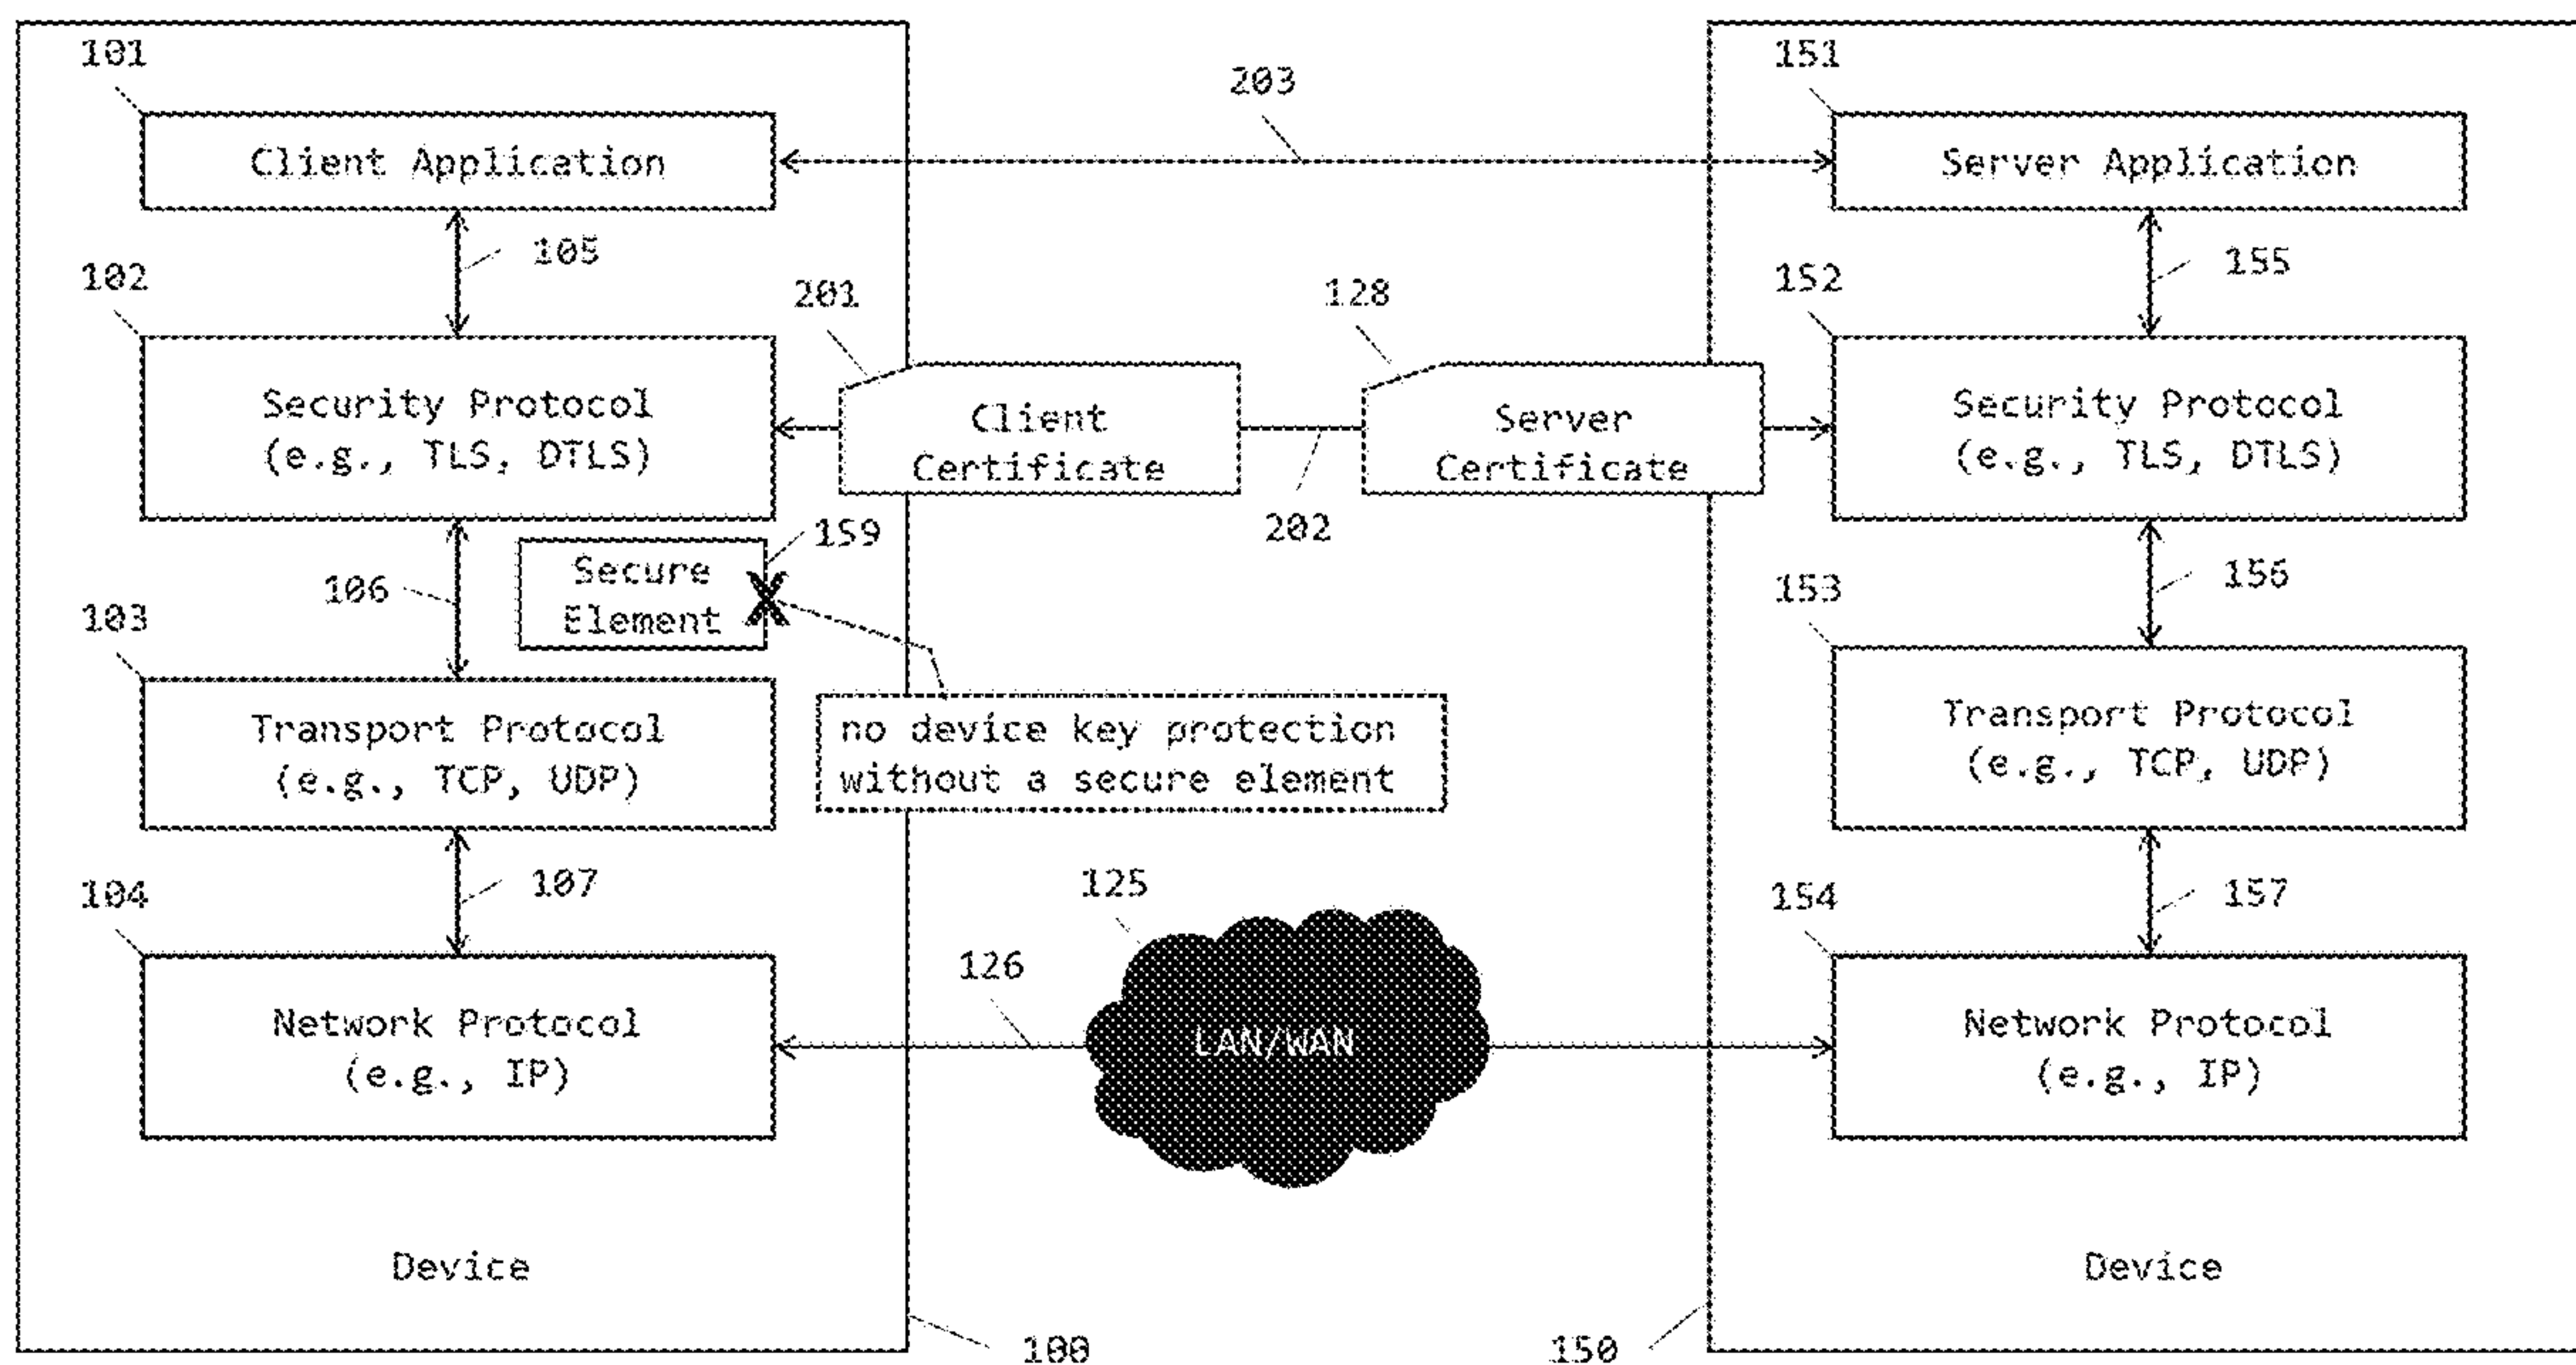 101
151
203
Client Application
Server Application
105
155
102
201
128
152
Security Protocol
(e.g., TLS, DTLS)
Client
Certificate
Server
Certificate
Security Protocol
(e.g., TLS, DTLS)
202
159
Secure
Element
106
156
103
153
Transport Protocol
(e.g., TCP, UDP)
no device key protection
without a secure element
Transport Protocol
(e.g., TCP, UDP)
107
125
157
104
154
126
Network Protocol
(e.g., IP)
LAN/WAN
Network Protocol
(e.g., IP)
Device
Device
100
150